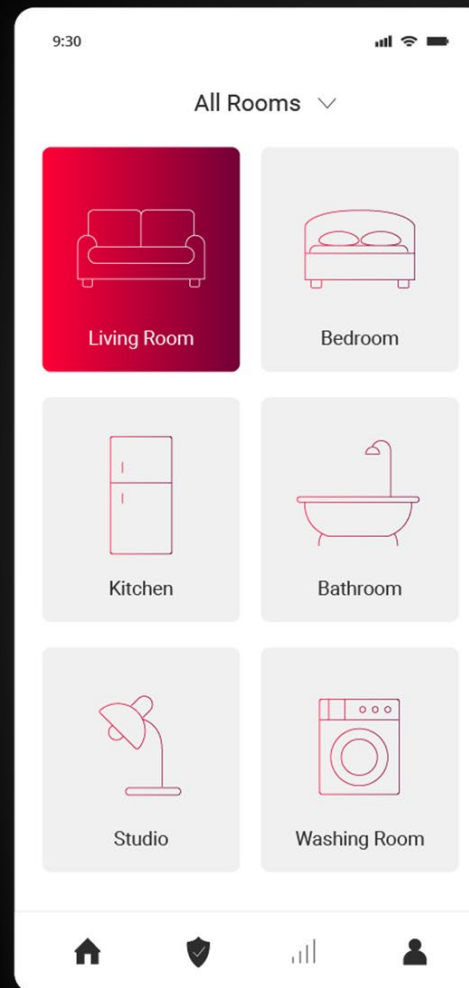 9:30
All Rooms
Living Room
Bedroom
Kitchen
Bathroom
Studio
Washing Room